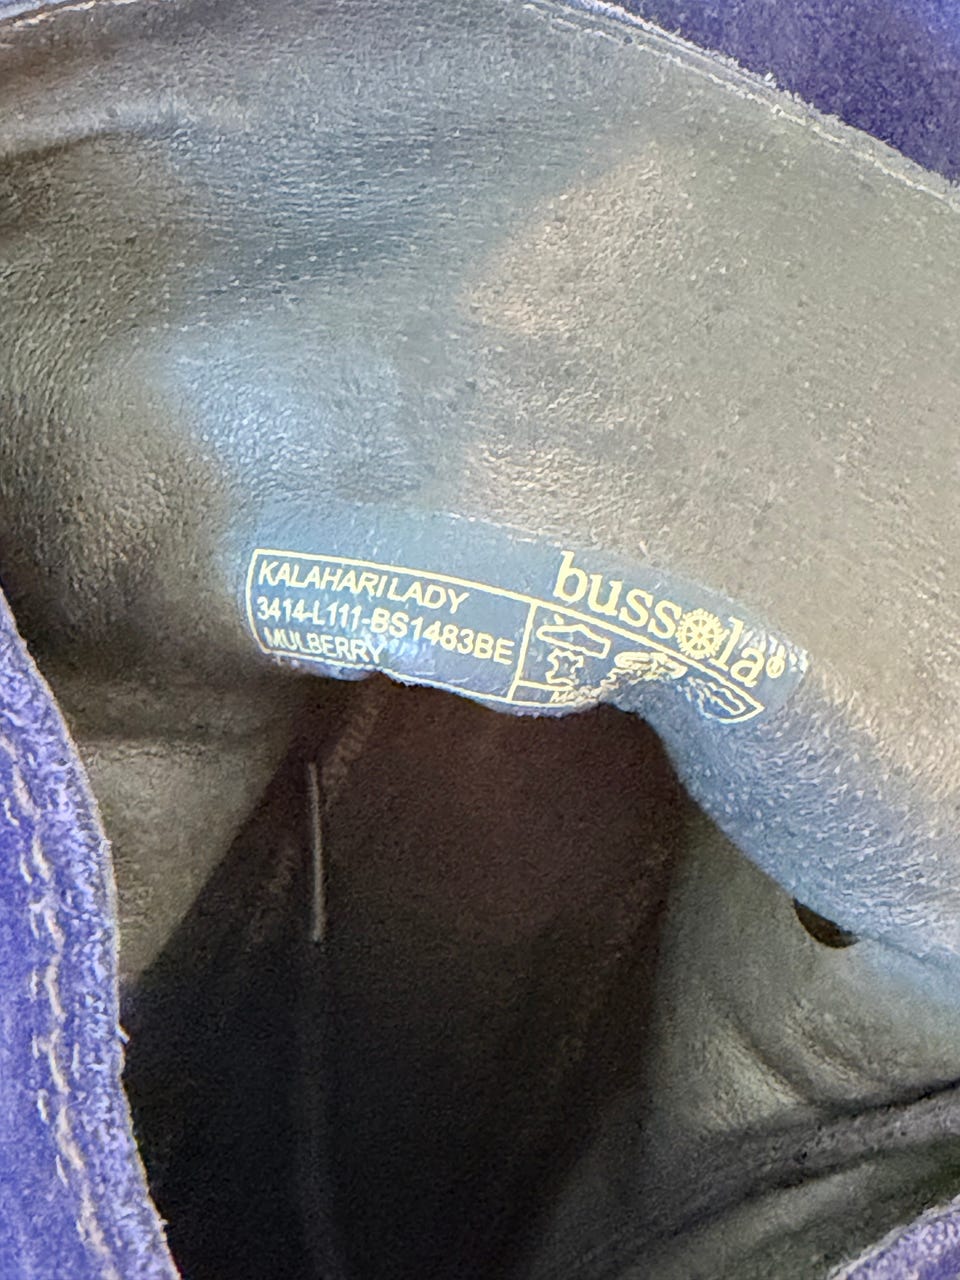 bussola®
KALAHARI LADY
3414-L111-BS1483BE
MULBERRY